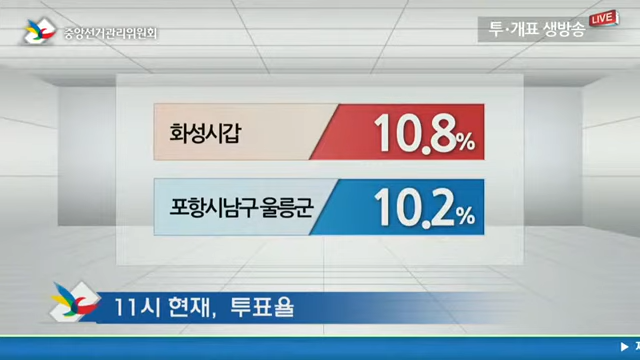 중앙선거관리위원회
투·개표 생방송
LIVE
화성시갑
10.8%
포항시남구 울릉군
10.2%
11시 현재, 투표율